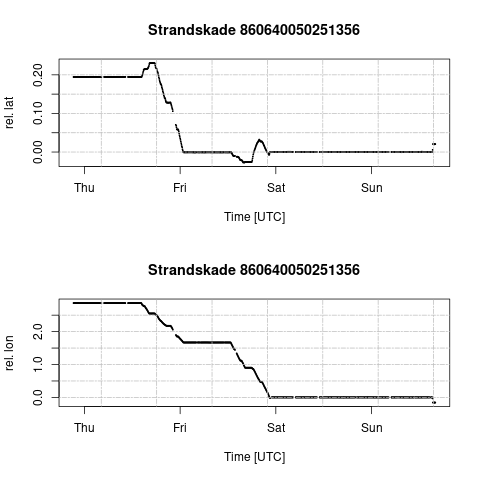 Strandskade 860640050251356
rel. lat
0.20
0.10
0.00
Thu Fri Sat Sun
Time [UTC]
Strandskade 860640050251356
rel. lon
2.0
1.0
0.0
Thu Fri Sat Sun
Time [UTC]